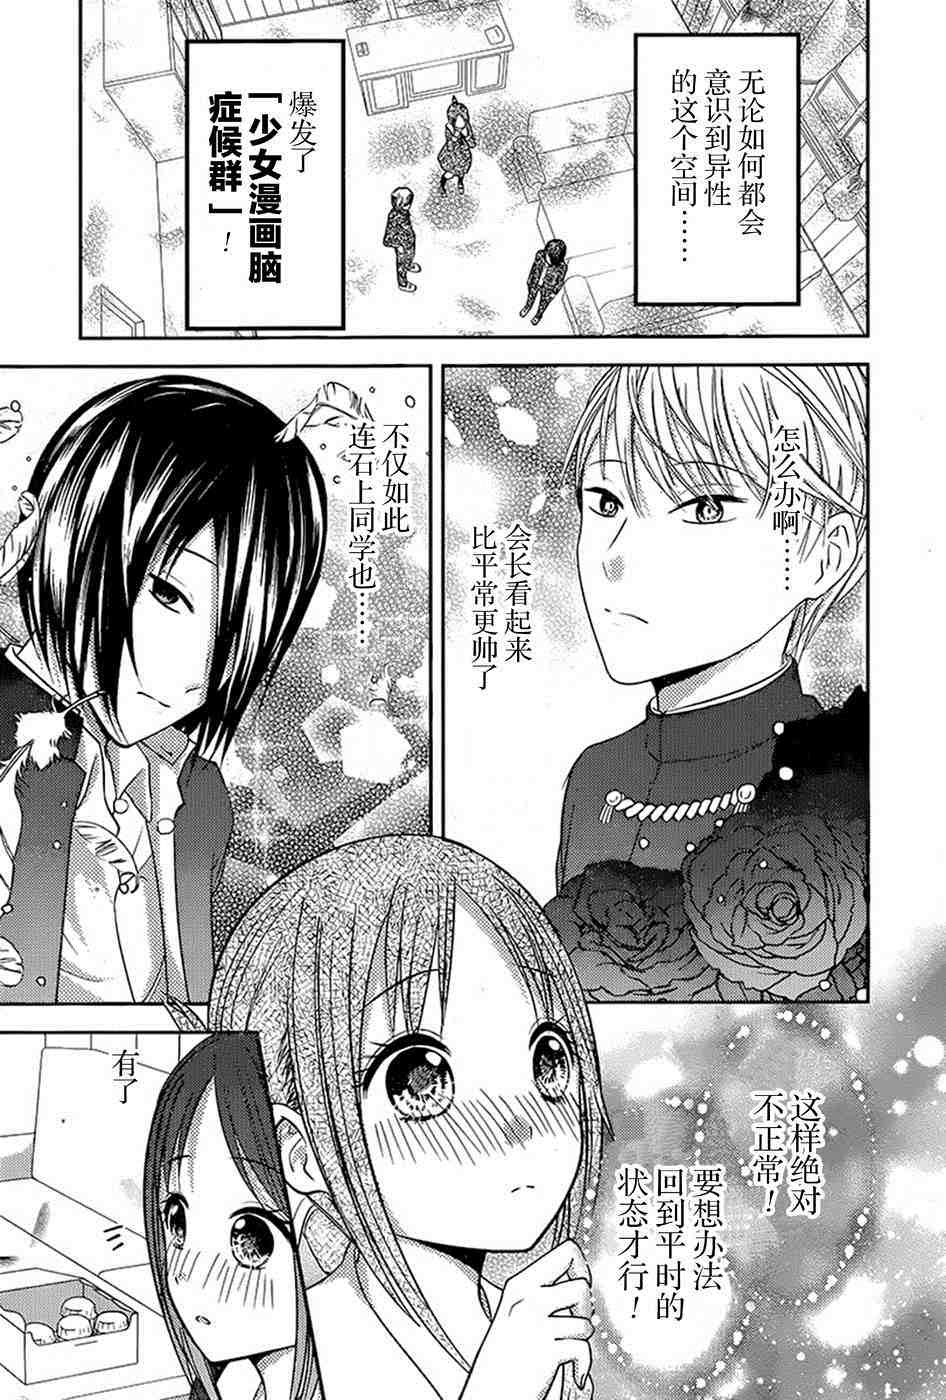 无论如何都会
意识到异性
的这个空间……
爆发了
「少女漫画脑
症候群」！
怎么办啊……
会长看起来
比平常更帅了
不仅如此
连石上同学也……
这样绝对
不正常！
要想办法
回到平时的
状态才行！
有了